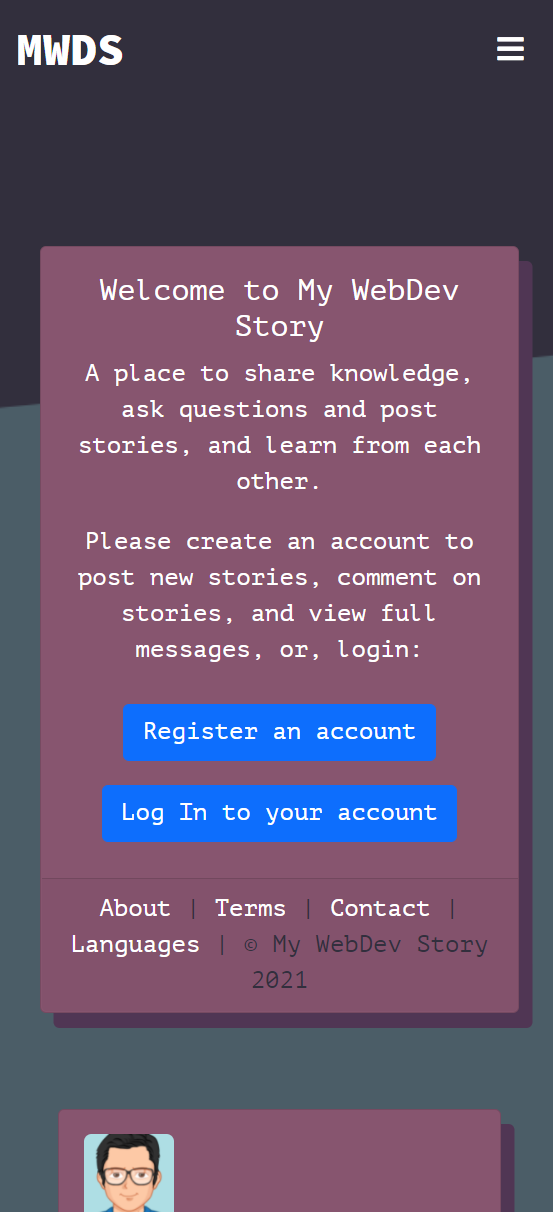 MWDS
Welcome to My WebDev
Story
A place to share knowledge,
ask questions and post
stories, and learn from each
other.
Please create an account to
post new stories, comment on
stories, and view full
messages, or, login:
Register an account
Log In to your account
About | Terms | Contact |
Languages | © My WebDev Story
2021